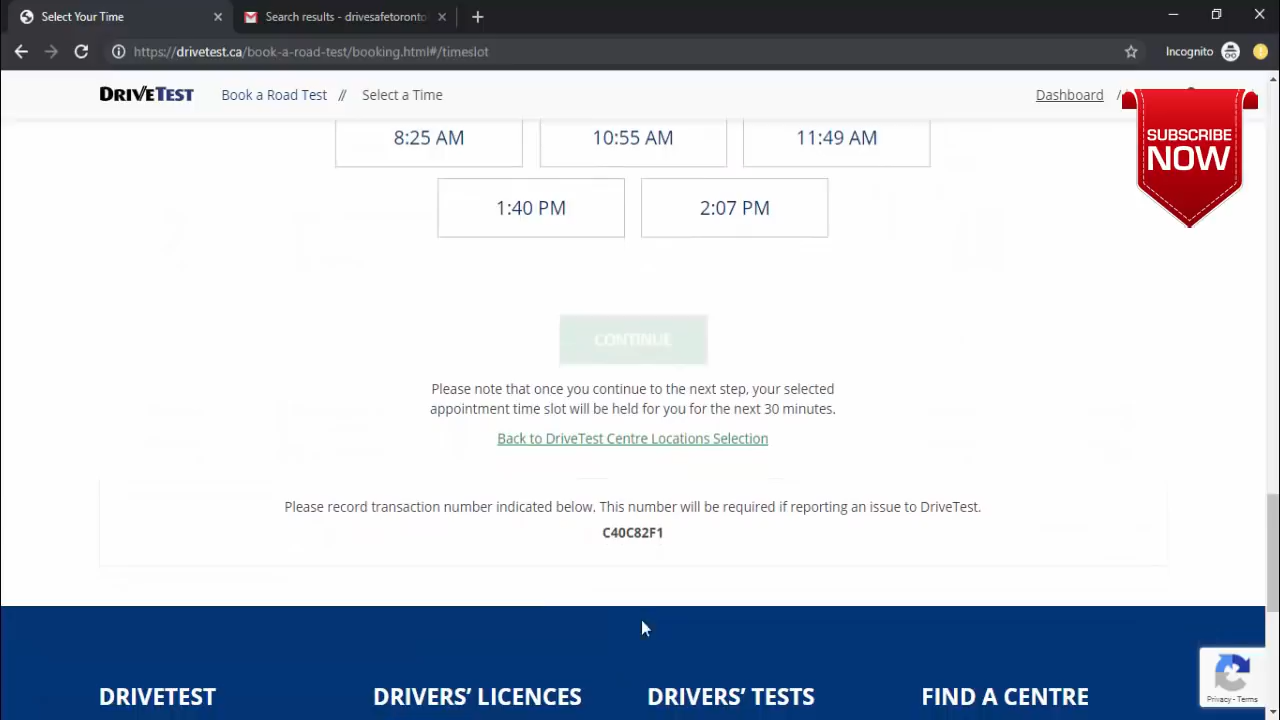 Select Your Time
Search results - drivesafetoronto
https://drivetest.ca/book-a-road-test/booking.html#/timeslot
Incognito
DRIVETEST
Book a Road Test // Select a Time
Dashboard /
SUBSCRIBE
NOW
8:25 AM
10:55 AM
11:49 AM
1:40 PM
2:07 PM
CONTINUE
Please note that once you continue to the next step, your selected
appointment time slot will be held for you for the next 30 minutes.
Back to DriveTest Centre Locations Selection
Please record transaction number indicated below. This number will be required if reporting an issue to DriveTest.
C40C82F1
DRIVETEST
DRIVERS' LICENCES
DRIVERS' TESTS
FIND A CENTRE
Privacy - Terms